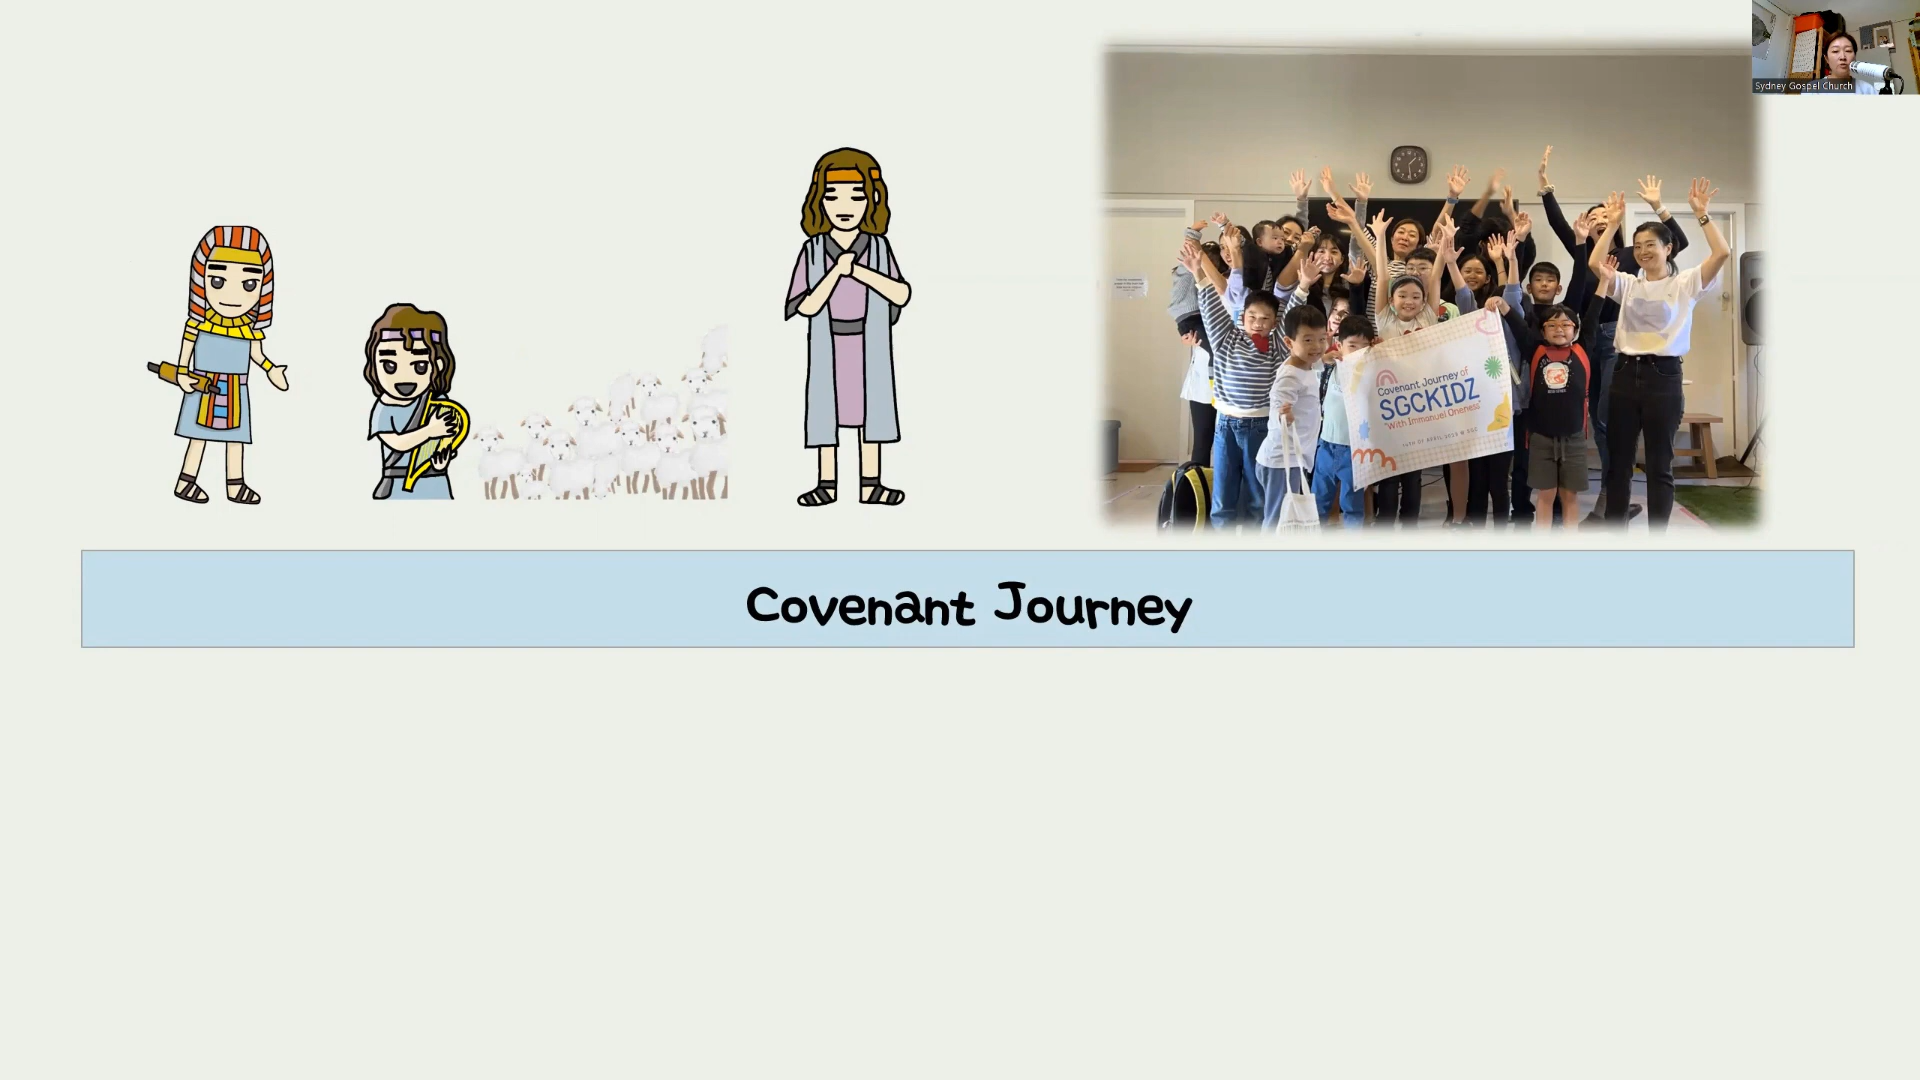 Sydney Gospel Church
Covenant Journey of
SGCKIDZ
"With Immanuel Oneness"
Covenant Journey